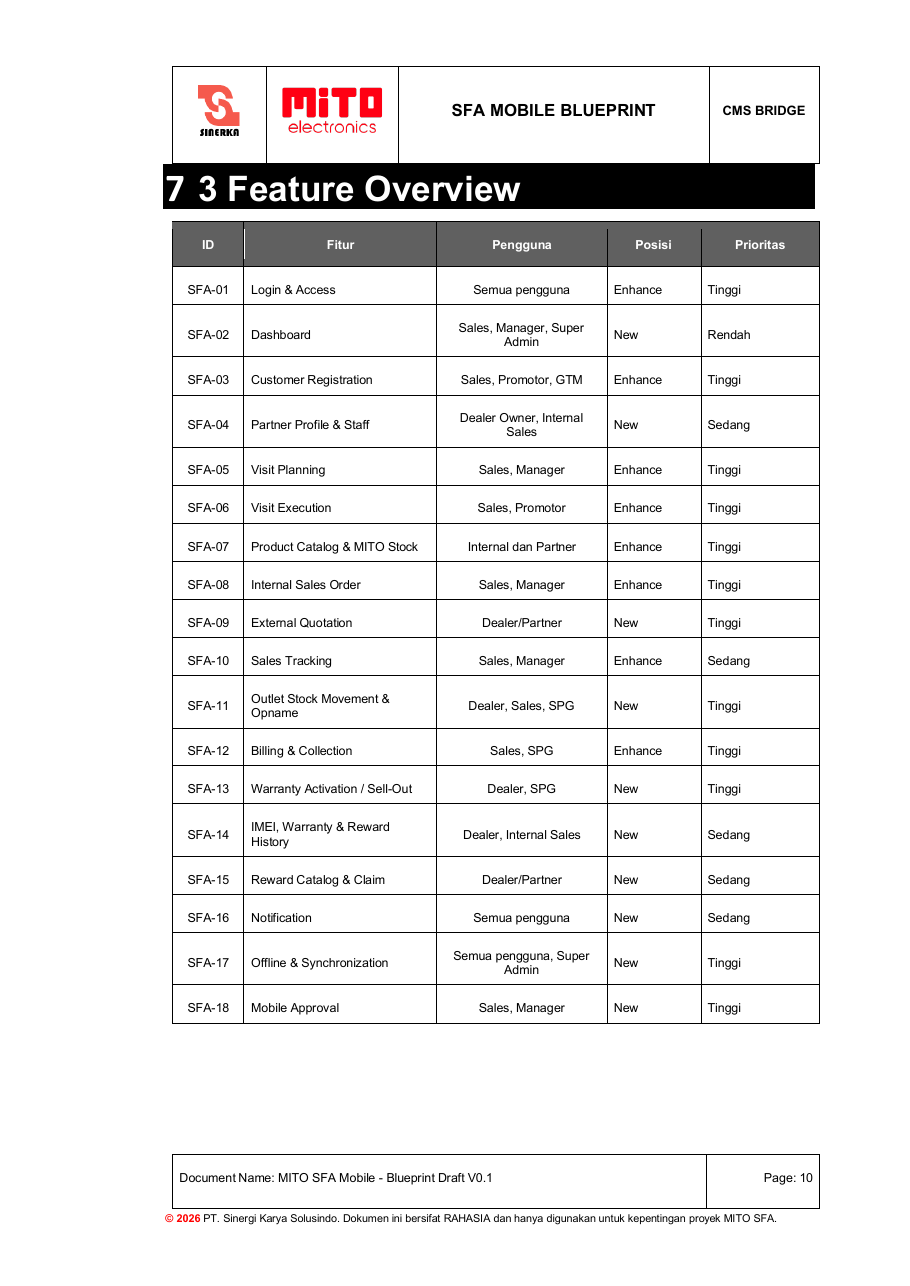 SINERKA
MiTO
electronics
SFA MOBILE BLUEPRINT
CMS BRIDGE
7 3 Feature Overview
ID Fitur Pengguna Posisi Prioritas
SFA-01 Login & Access Semua pengguna Enhance Tinggi
SFA-02 Dashboard Sales, Manager, Super Admin New Rendah
SFA-03 Customer Registration Sales, Promotor, GTM Enhance Tinggi
SFA-04 Partner Profile & Staff Dealer Owner, Internal Sales New Sedang
SFA-05 Visit Planning Sales, Manager Enhance Tinggi
SFA-06 Visit Execution Sales, Promotor Enhance Tinggi
SFA-07 Product Catalog & MITO Stock Internal dan Partner Enhance Tinggi
SFA-08 Internal Sales Order Sales, Manager Enhance Tinggi
SFA-09 External Quotation Dealer/Partner New Tinggi
SFA-10 Sales Tracking Sales, Manager Enhance Sedang
SFA-11 Outlet Stock Movement & Opname Dealer, Sales, SPG New Tinggi
SFA-12 Billing & Collection Sales, SPG Enhance Tinggi
SFA-13 Warranty Activation / Sell-Out Dealer, SPG New Tinggi
SFA-14 IMEI, Warranty & Reward History Dealer, Internal Sales New Sedang
SFA-15 Reward Catalog & Claim Dealer/Partner New Sedang
SFA-16 Notification Semua pengguna New Sedang
SFA-17 Offline & Synchronization Semua pengguna, Super Admin New Tinggi
SFA-18 Mobile Approval Sales, Manager New Tinggi
Document Name: MITO SFA Mobile - Blueprint Draft V0.1 Page: 10
© 2026 PT. Sinergi Karya Solusindo. Dokumen ini bersifat RAHASIA dan hanya digunakan untuk kepentingan proyek MITO SFA.